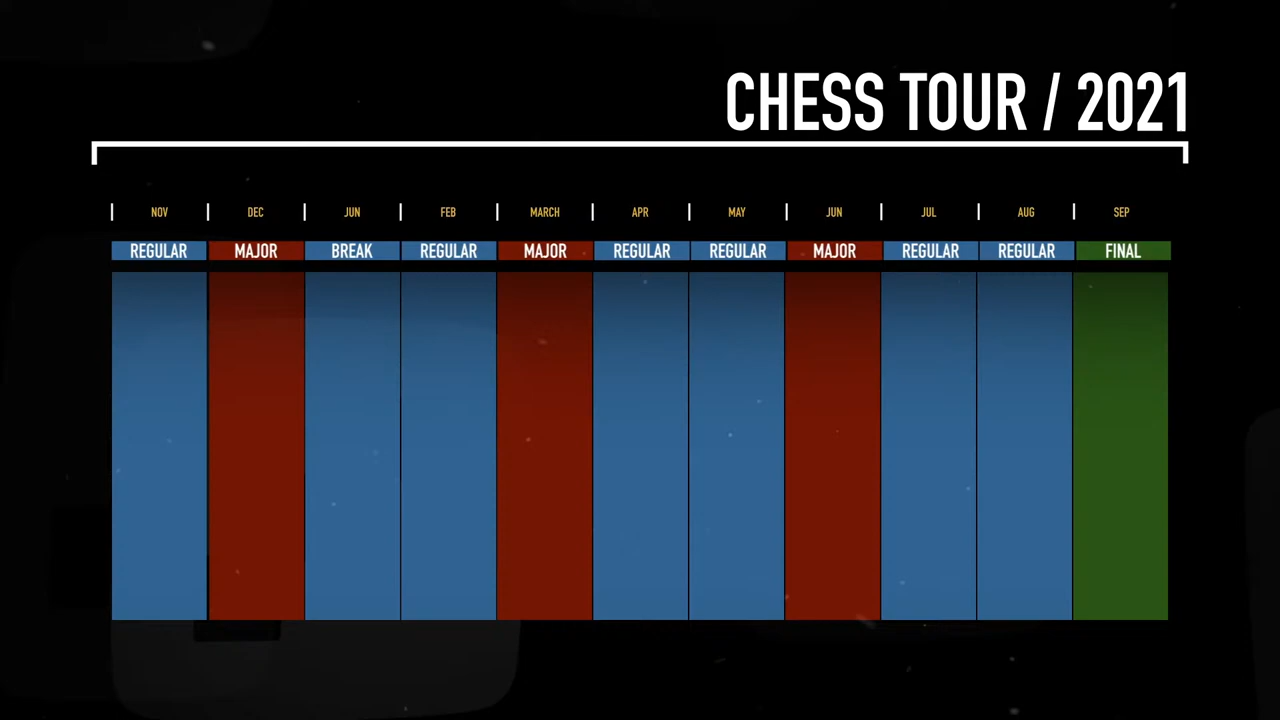 CHESS TOUR / 2021
NOV DEC JUN FEB MARCH APR MAY JUN JUL AUG SEP
REGULAR MAJOR BREAK REGULAR MAJOR REGULAR REGULAR MAJOR REGULAR REGULAR FINAL